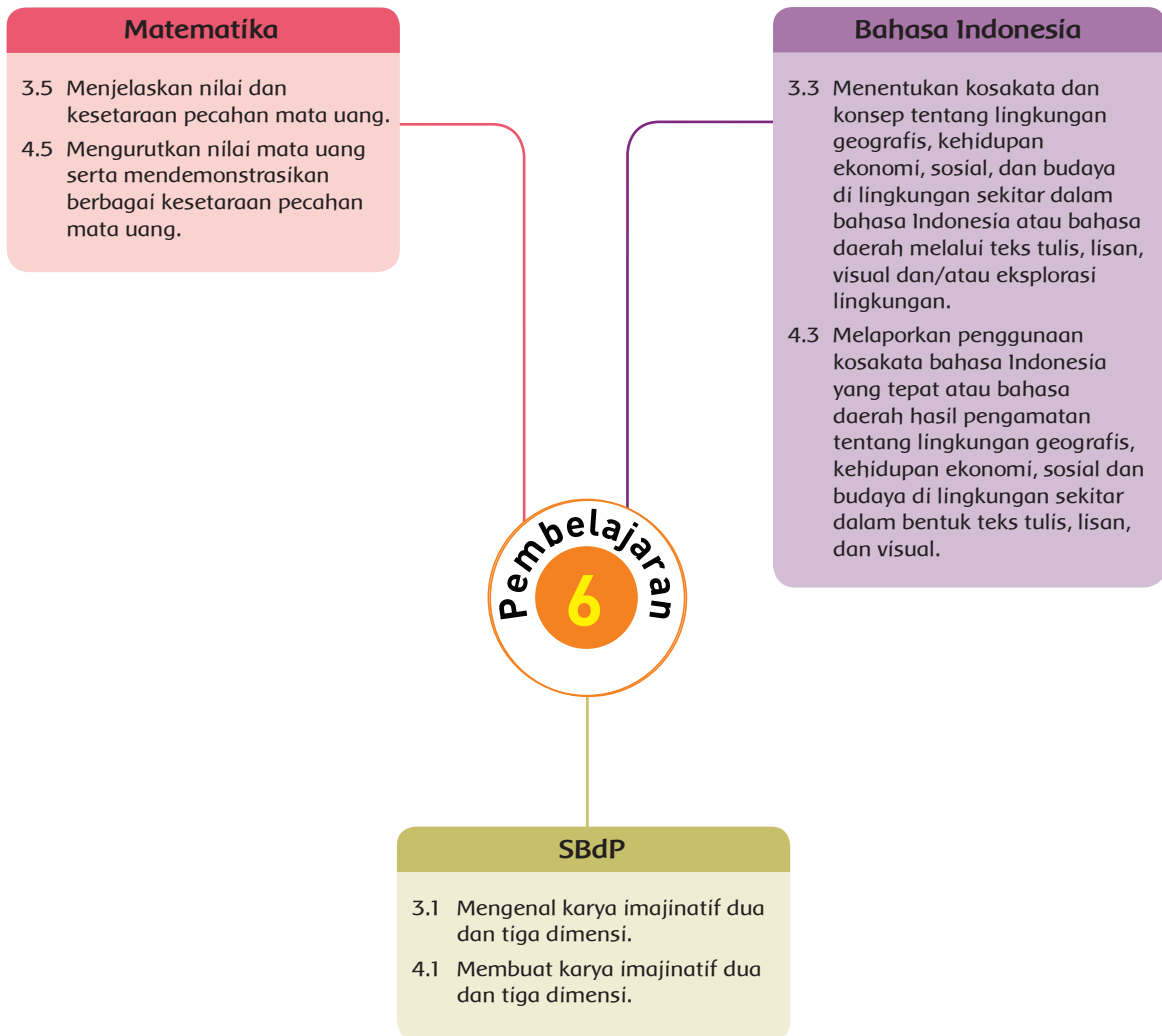 Matematika
3.5 Menjelaskan nilai dan
kesetaraan pecahan mata uang.
4.5 Mengurutkan nilai mata uang
serta mendemonstrasikan
berbagai kesetaraan pecahan
mata uang.
Bahasa Indonesia
3.3 Menentukan kosakata dan
konsep tentang lingkungan
geografis, kehidupan
ekonomi, sosial, dan budaya
di lingkungan sekitar dalam
bahasa Indonesia atau bahasa
daerah melalui teks tulis, lisan,
visual dan/atau eksplorasi
lingkungan.
4.3 Melaporkan penggunaan
kosakata bahasa Indonesia
yang tepat atau bahasa
daerah hasil pengamatan
tentang lingkungan geografis,
kehidupan ekonomi, sosial dan
budaya di lingkungan sekitar
dalam bentuk teks tulis, lisan,
dan visual.
Pembelajaran
6
SBdP
3.1 Mengenal karya imajinatif dua
dan tiga dimensi.
4.1 Membuat karya imajinatif dua
dan tiga dimensi.